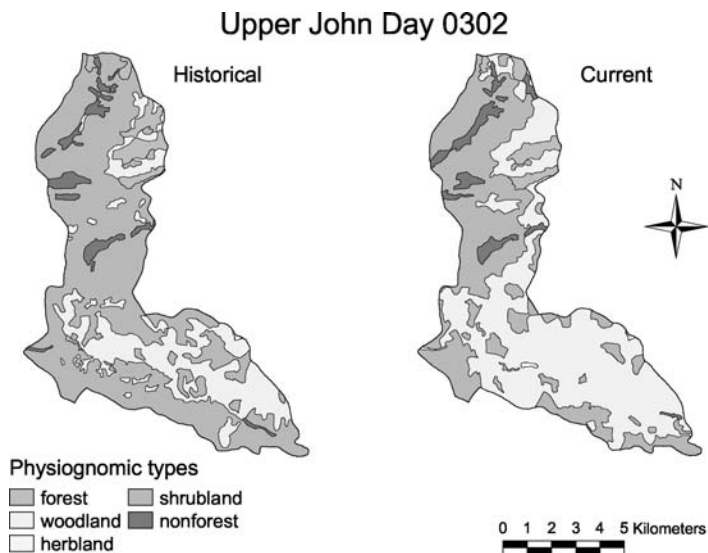 Upper John Day 0302
Historical
Current
N
Physiognomic types
forest
shrubland
woodland
nonforest
herbland
0 1 2 3 4 5 Kilometers